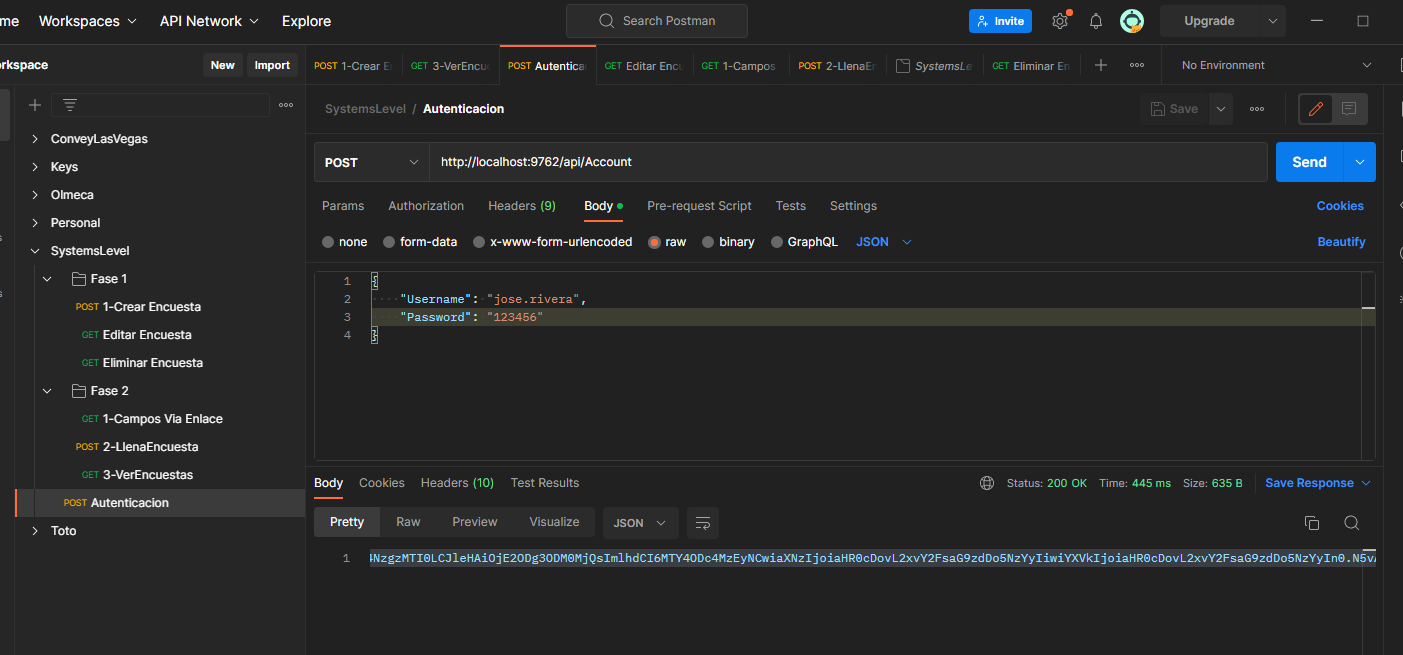 me Workspaces API Network Explore Search Postman Invite Upgrade
rkspace New Import POST 1-Crear E GET 3-VerEncu POST Autentica GET Editar Encu GET 1-Campos POST 2-LlenaEn SystemsLe GET Eliminar En No Environment
SystemsLevel / Autenticacion Save
ConveyLasVegas
Keys
Olmeca
Personal
SystemsLevel
Fase 1
POST 1-Crear Encuesta
GET Editar Encuesta
GET Eliminar Encuesta
Fase 2
GET 1-Campos Via Enlace
POST 2-LlenaEncuesta
GET 3-VerEncuestas
POST Autenticacion
Toto
POST http://localhost:9762/api/Account Send
Params Authorization Headers (9) Body Pre-request Script Tests Settings Cookies
none form-data x-www-form-urlencoded raw binary GraphQL JSON Beautify
1 {
2 "Username": "jose.rivera",
3 "Password": "123456"
4 }
Body Cookies Headers (10) Test Results Status: 200 OK Time: 445 ms Size: 635 B Save Response
Pretty Raw Preview Visualize JSON
1 4NzgzMTI0LCJleHAiOjE2ODg3ODM0MjQsImlhdCI6MTY4ODc4MzEyNCwiaXNzIjoiaHR0cDovL2xvY2FsaG9zdDo5NzYyIiwiYXVkIjoiaHR0cDovL2xvY2FsaG9zdDo5NzYyIn0.N5v